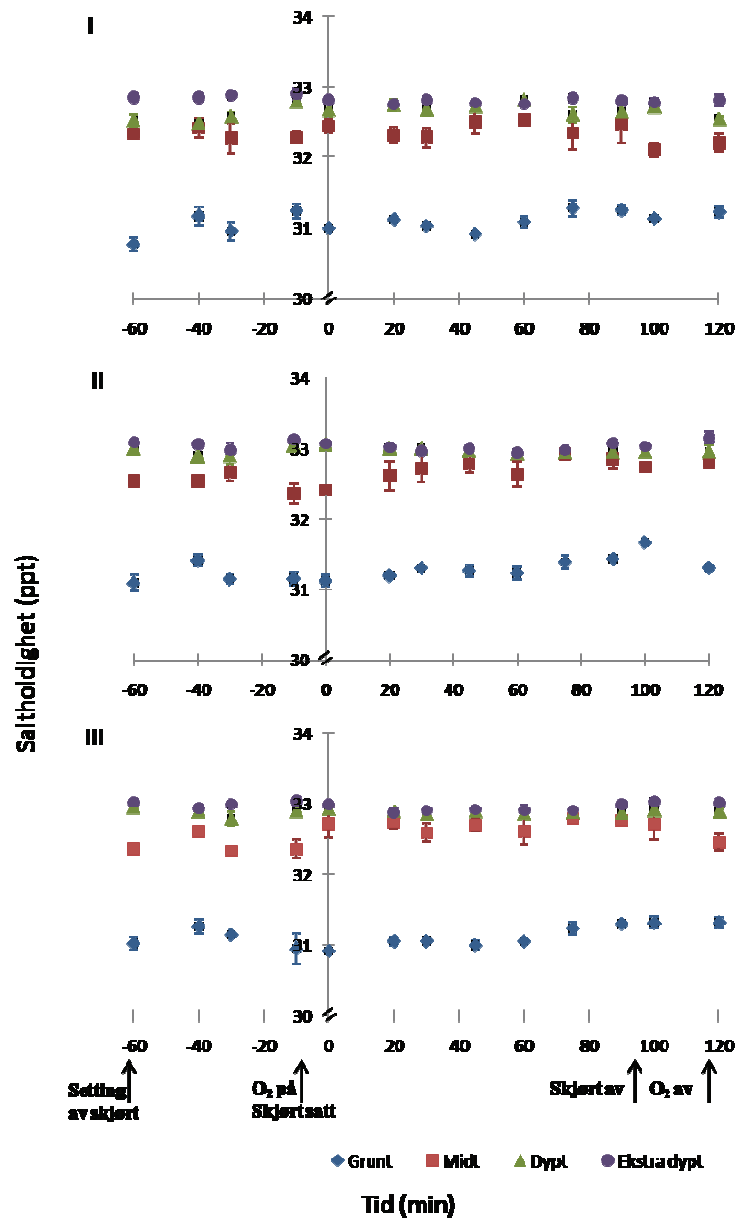 I
34
33
32
31
30
-60 -40 -20 0 20 40 60 80 100 120
II
34
33
32
31
30
-60 -40 -20 0 20 40 60 80 100 120
Saltholdighet (ppt)
III
34
33
32
31
30
-60 -40 -20 0 20 40 60 80 100 120
Setting av skjørt
O₂ på
Skjørt satt
Skjørt av
O₂ av
Grunt Midt Dypt Ekstra dypt
Tid (min)